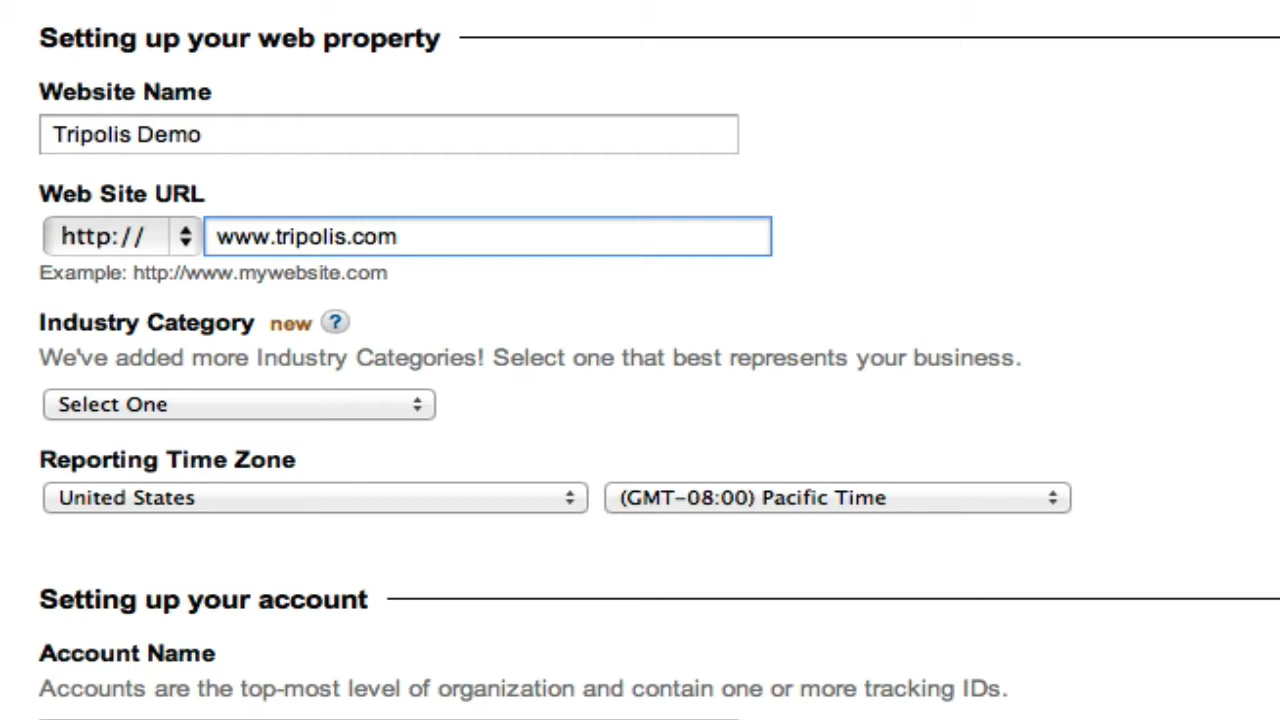 Setting up your web property
Website Name
Tripolis Demo
Web Site URL
http:// www.tripolis.com
Example: http://www.mywebsite.com
Industry Category new ?
We've added more Industry Categories! Select one that best represents your business.
Select One
Reporting Time Zone
United States (GMT-08:00) Pacific Time
Setting up your account
Account Name
Accounts are the top-most level of organization and contain one or more tracking IDs.